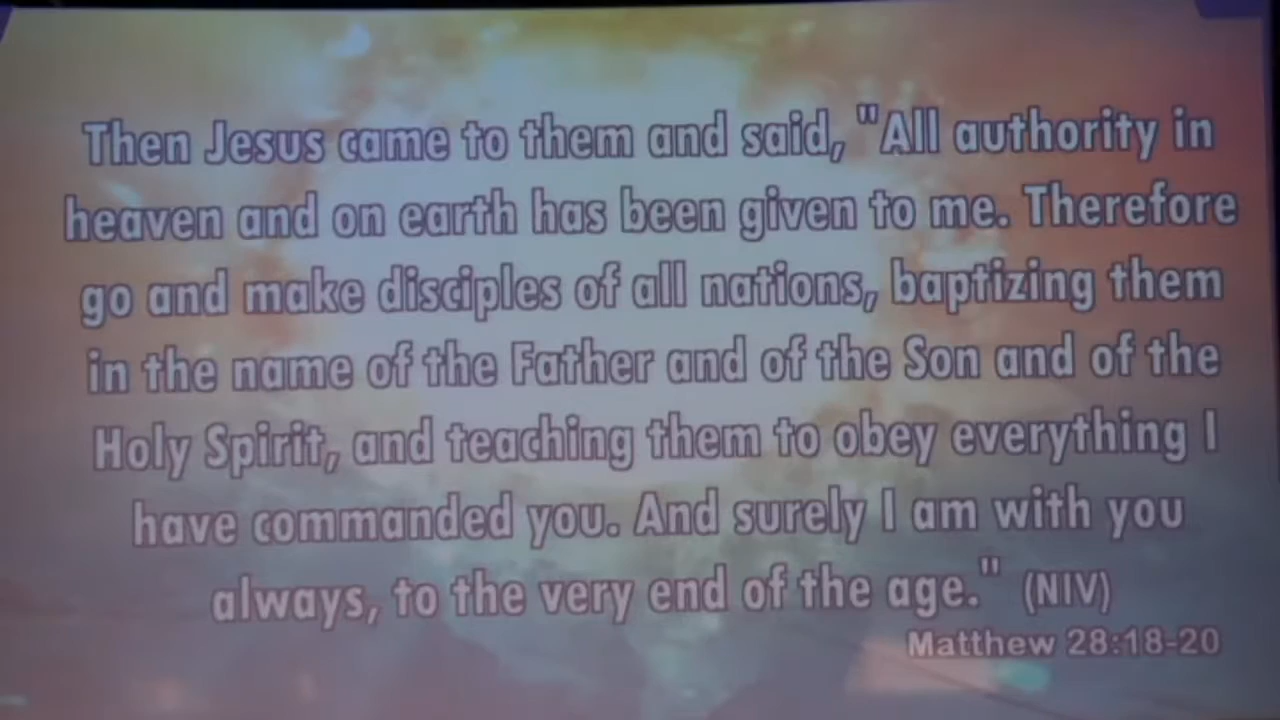 Then Jesus came to them and said, "All authority in
heaven and on earth has been given to me. Therefore
go and make disciples of all nations, baptizing them
in the name of the Father and of the Son and of the
Holy Spirit, and teaching them to obey everything I
have commanded you. And surely I am with you
always, to the very end of the age." (NIV)
Matthew 28:18-20